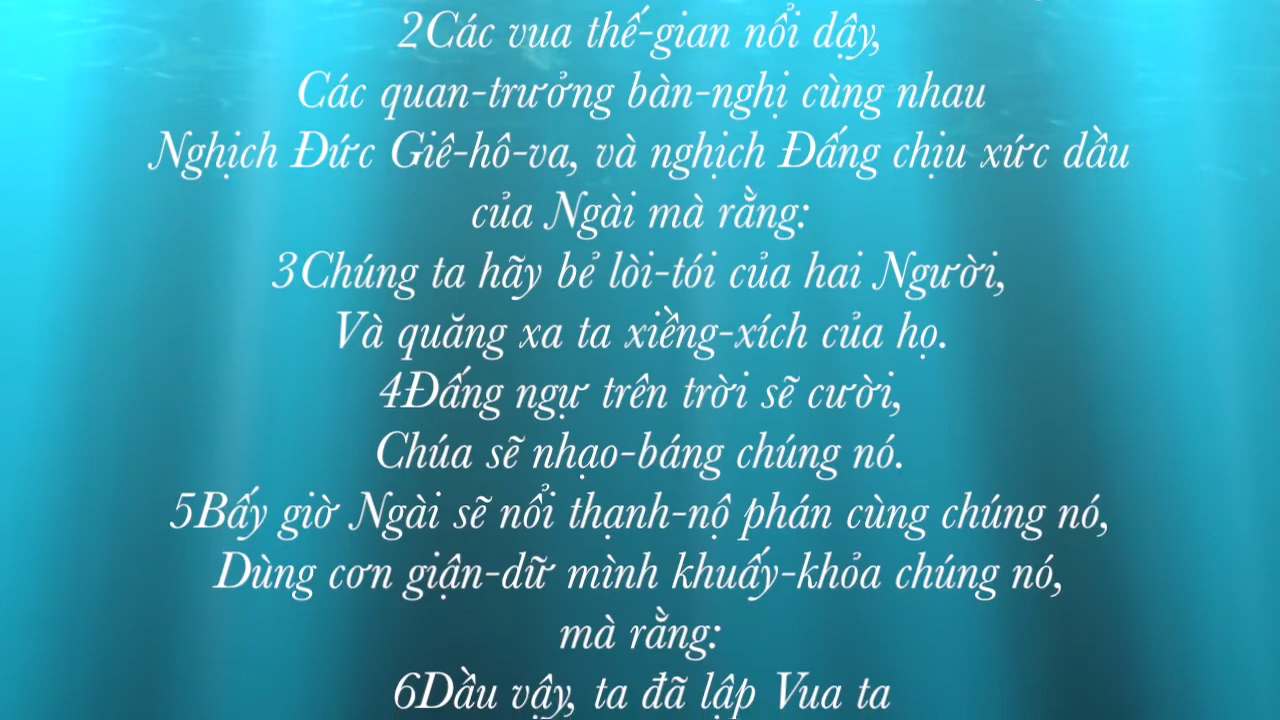 2Các vua thế-gian nổi dậy,
Các quan-trưởng bàn-nghị cùng nhau
Nghịch Đức Giê-hô-va, và nghịch Đấng chịu xức dầu
của Ngài mà rằng:
3Chúng ta hãy bẻ lòi-tói của hai Người,
Và quăng xa ta xiềng-xích của họ.
4Đấng ngự trên trời sẽ cười,
Chúa sẽ nhạo-báng chúng nó.
5Bấy giờ Ngài sẽ nổi thạnh-nộ phán cùng chúng nó,
Dùng cơn giận-dữ mình khuấy-khỏa chúng nó,
mà rằng:
6Dầu vậy, ta đã lập Vua ta